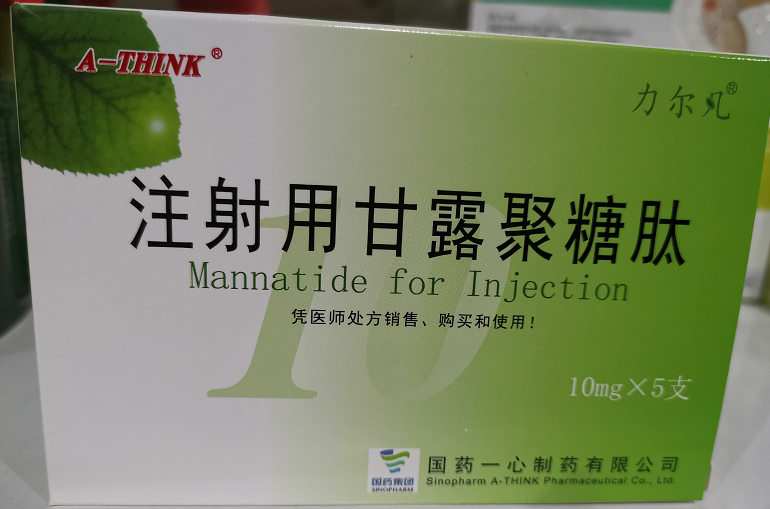 A-THINK®
力尔凡®
注射用甘露聚糖肽
Mannatide for Injection
凭医师处方销售、购买和使用!
10
10mg×5支
国药集团
SINOPHARM
国药一心制药有限公司
Sinopharm A-THINK Pharmaceutical Co., Ltd.